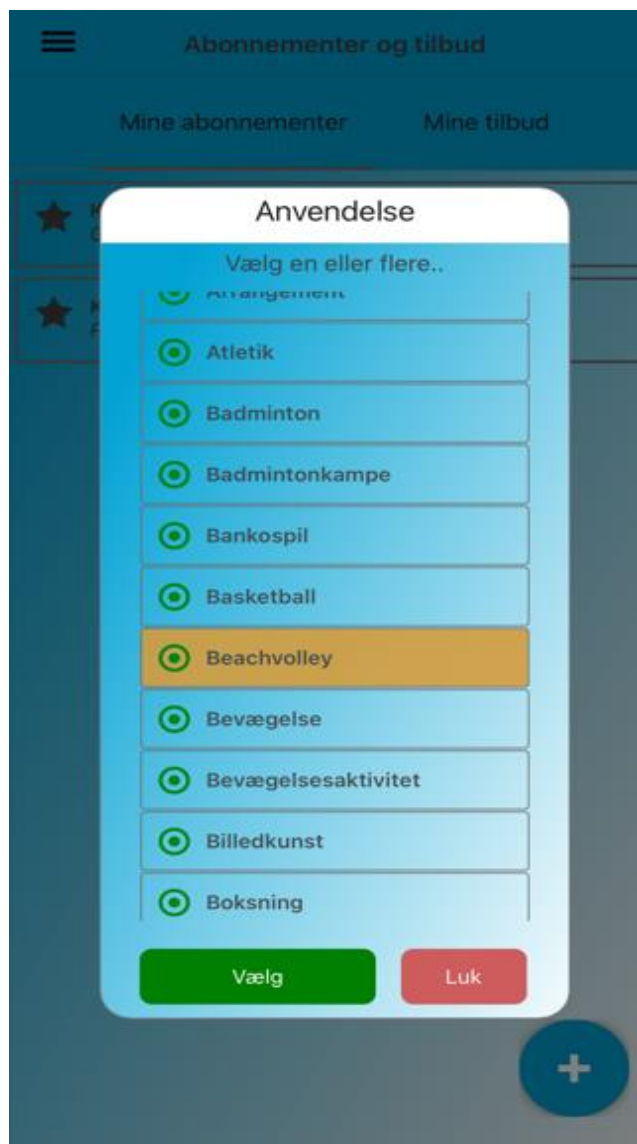 Abonnementer og tilbud
Mine abonnementer Mine tilbud
Anvendelse
Vælg en eller flere..
Arrangement
Atletik
Badminton
Badmintonkampe
Bankospil
Basketball
Beachvolley
Bevægelse
Bevægelsesaktivitet
Billedkunst
Boksning
Vælg Luk